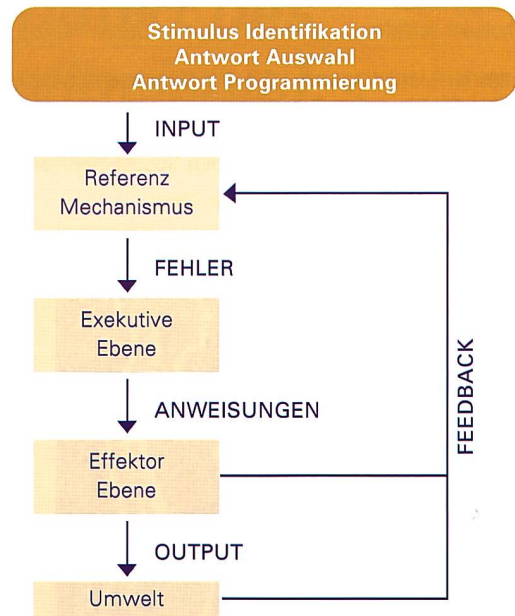 Stimulus Identifikation
Antwort Auswahl
Antwort Programmierung
INPUT
Referenz
Mechanismus
FEHLER
Exekutive
Ebene
ANWEISUNGEN
Effektor
Ebene
OUTPUT
Umwelt
FEEDBACK